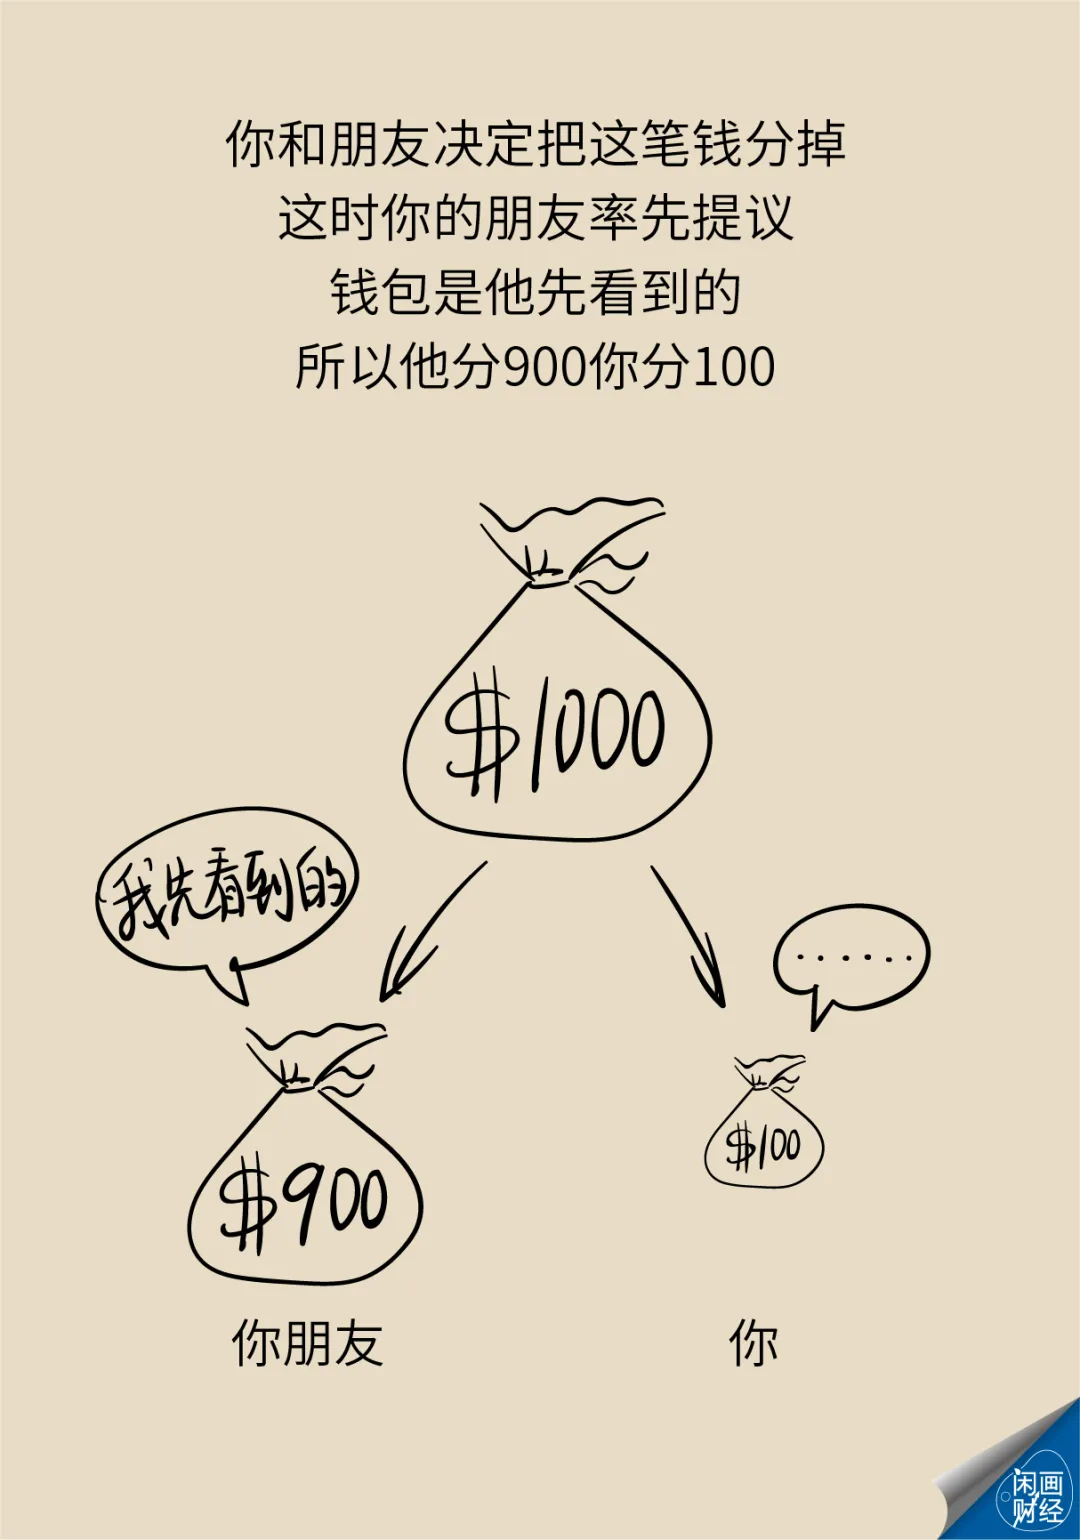 你和朋友决定把这笔钱分掉
这时你的朋友率先提议
钱包是他先看到的
所以他分900你分100
$1000
我先看到的
......
$900
$100
你朋友
你
闲画
财经